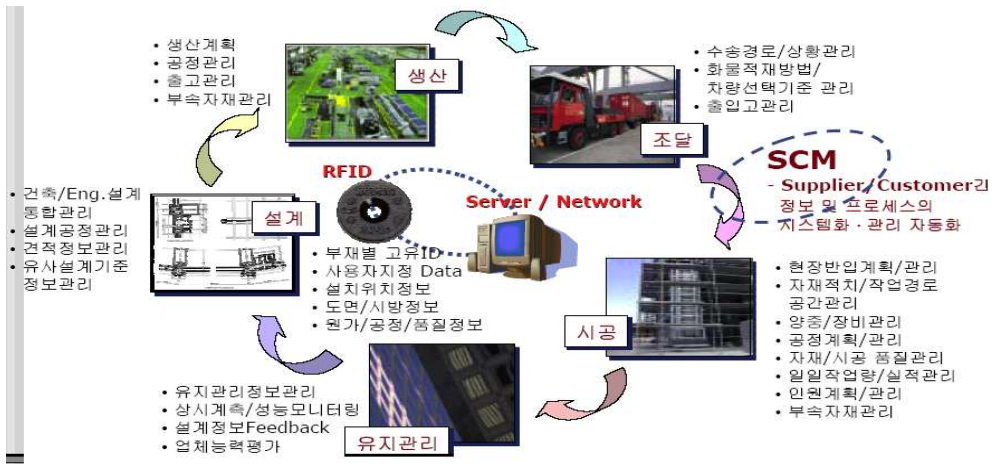 • 생산계획
• 공정관리
• 출고관리
• 부속자재관리
생산
• 수송경로/상황관리
• 화물적재방법/
차량선택기준 관리
• 출입고관리
조달
SCM
- Supplier/Customer간
정보 및 프로세스의
시스템화 · 관리 자동화
• 건축/Eng.설계
통합관리
• 설계공정관리
• 견적정보관리
• 유사설계기준
정보관리
설계
RFID
Server / Network
• 부재별 고유ID
• 사용자지정 Data
• 설치위치정보
• 도면/시방정보
• 원가/공정/품질정보
시공
• 현장반입계획/관리
• 자재적치/작업경로
공간관리
• 양중/장비관리
• 공정계획/관리
• 자재/시공 품질관리
• 일일작업량/실적관리
• 인원계획/관리
• 부속자재관리
• 유지관리정보관리
• 상시계측/성능모니터링
• 설계정보Feedback
• 업체능력평가
유지관리